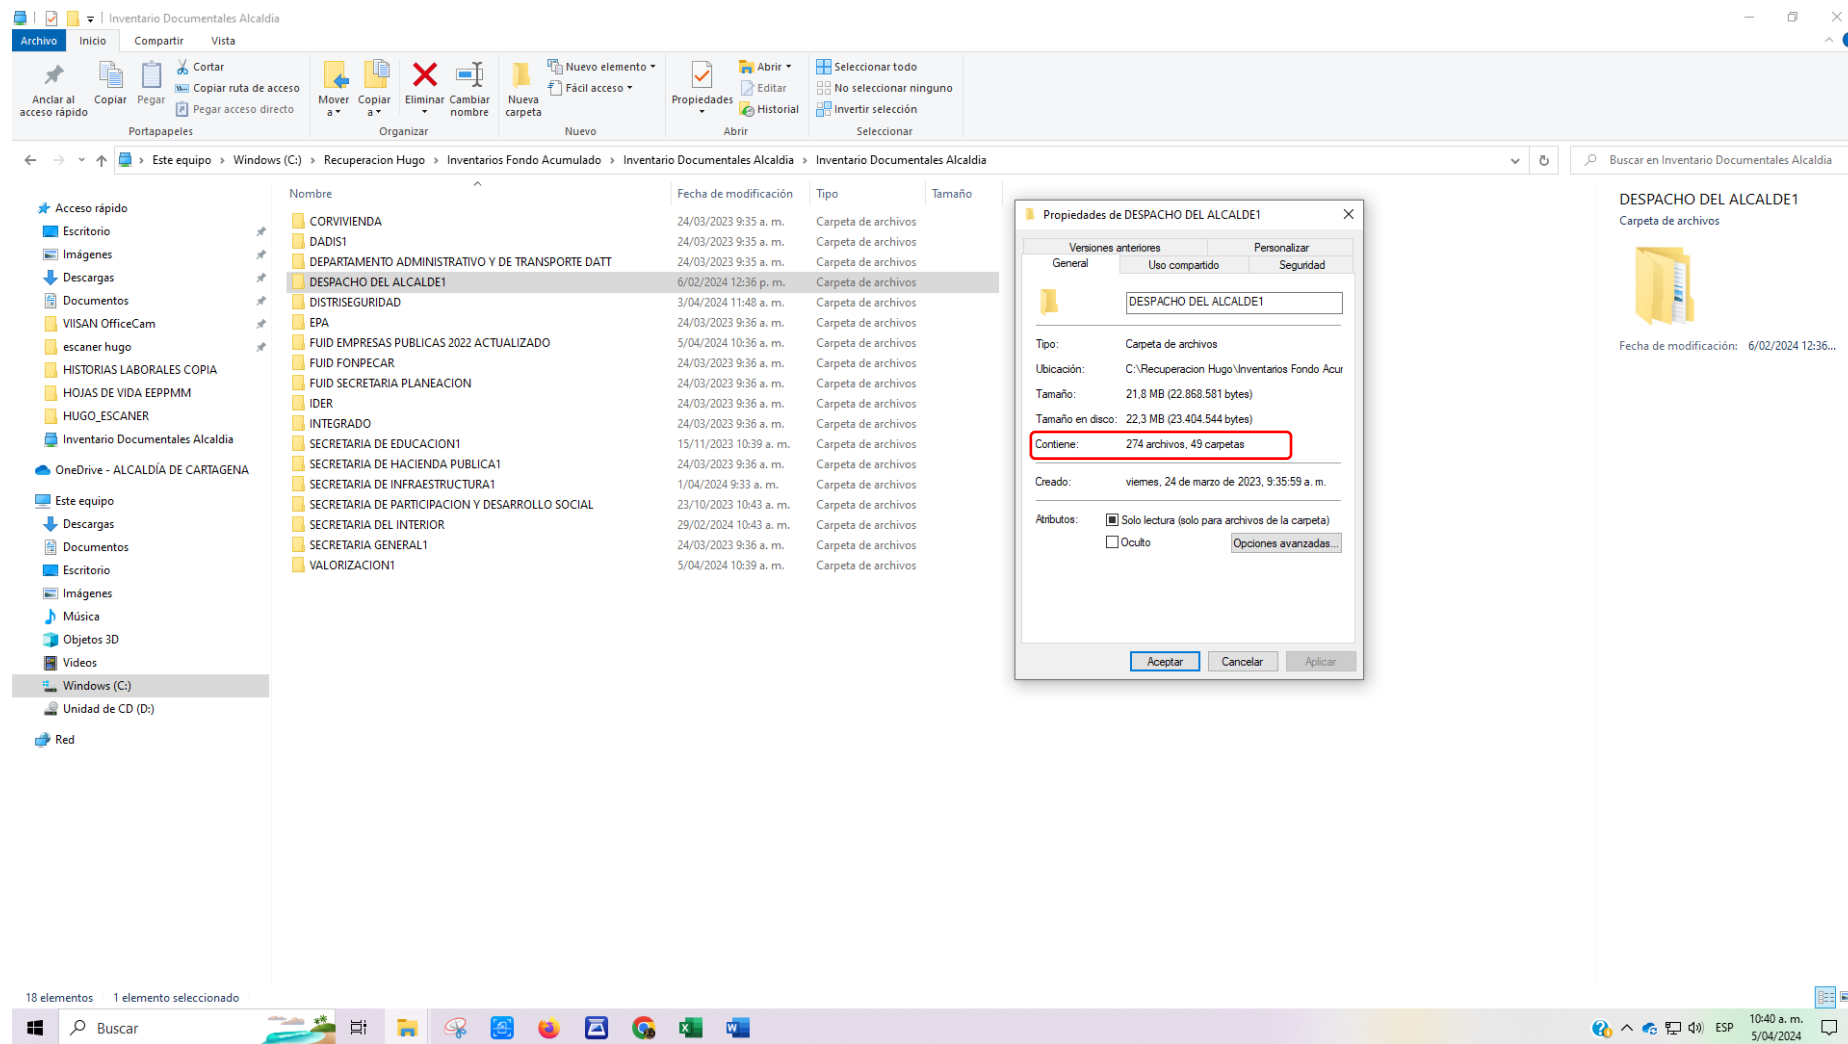 Inventario Documentales Alcaldia
Archivo Inicio Compartir Vista
Anclar al acceso rápido
Copiar
Pegar
Cortar
Copiar ruta de acceso
Pegar acceso directo
Portapapeles
Mover a
Copiar a
Eliminar
Cambiar nombre
Organizar
Nueva carpeta
Nuevo elemento
Fácil acceso
Nuevo
Propiedades
Abrir
Editar
Historial
Abrir
Seleccionar todo
No seleccionar ninguno
Invertir selección
Seleccionar
Este equipo > Windows (C:) > Recuperacion Hugo > Inventarios Fondo Acumulado > Inventario Documentales Alcaldia > Inventario Documentales Alcaldia
Buscar en Inventario Documentales Alcaldia
Acceso rápido
Escritorio
Imágenes
Descargas
Documentos
VIISAN OfficeCam
escaner hugo
HISTORIAS LABORALES COPIA
HOJAS DE VIDA EEPPMM
HUGO_ESCANER
Inventario Documentales Alcaldia
OneDrive - ALCALDÍA DE CARTAGENA
Este equipo
Descargas
Documentos
Escritorio
Imágenes
Música
Objetos 3D
Videos
Windows (C:)
Unidad de CD (D:)
Red
Nombre Fecha de modificación Tipo Tamaño
CORVIVIENDA 24/03/2023 9:35 a. m. Carpeta de archivos
DADIS1 24/03/2023 9:35 a. m. Carpeta de archivos
DEPARTAMENTO ADMINISTRATIVO Y DE TRANSPORTE DATT 24/03/2023 9:35 a. m. Carpeta de archivos
DESPACHO DEL ALCALDE1 6/02/2024 12:36 p. m. Carpeta de archivos
DISTRISEGURIDAD 3/04/2024 11:48 a. m. Carpeta de archivos
EPA 24/03/2023 9:36 a. m. Carpeta de archivos
FUID EMPRESAS PUBLICAS 2022 ACTUALIZADO 5/04/2024 10:36 a. m. Carpeta de archivos
FUID FONPECAR 24/03/2023 9:36 a. m. Carpeta de archivos
FUID SECRETARIA PLANEACION 24/03/2023 9:36 a. m. Carpeta de archivos
IDER 24/03/2023 9:36 a. m. Carpeta de archivos
INTEGRADO 24/03/2023 9:36 a. m. Carpeta de archivos
SECRETARIA DE EDUCACION1 15/11/2023 10:39 a. m. Carpeta de archivos
SECRETARIA DE HACIENDA PUBLICA1 24/03/2023 9:36 a. m. Carpeta de archivos
SECRETARIA DE INFRAESTRUCTURA1 1/04/2024 9:33 a. m. Carpeta de archivos
SECRETARIA DE PARTICIPACION Y DESARROLLO SOCIAL 23/10/2023 10:43 a. m. Carpeta de archivos
SECRETARIA DEL INTERIOR 29/02/2024 10:43 a. m. Carpeta de archivos
SECRETARIA GENERAL1 24/03/2023 9:36 a. m. Carpeta de archivos
VALORIZACION1 5/04/2024 10:39 a. m. Carpeta de archivos
Propiedades de DESPACHO DEL ALCALDE1
Versiones anteriores Personalizar
General Uso compartido Seguridad
DESPACHO DEL ALCALDE1
Tipo: Carpeta de archivos
Ubicación: C:\Recuperacion Hugo\Inventarios Fondo Acur
Tamaño: 21,8 MB (22.868.581 bytes)
Tamaño en disco: 22,3 MB (23.404.544 bytes)
Contiene: 274 archivos, 49 carpetas
Creado: viernes, 24 de marzo de 2023, 9:35:59 a. m.
Atributos: Solo lectura (solo para archivos de la carpeta)
Oculto Opciones avanzadas...
Aceptar Cancelar Aplicar
DESPACHO DEL ALCALDE1
Carpeta de archivos
Fecha de modificación: 6/02/2024 12:36...
18 elementos 1 elemento seleccionado
Buscar
ESP
10:40 a. m.
5/04/2024